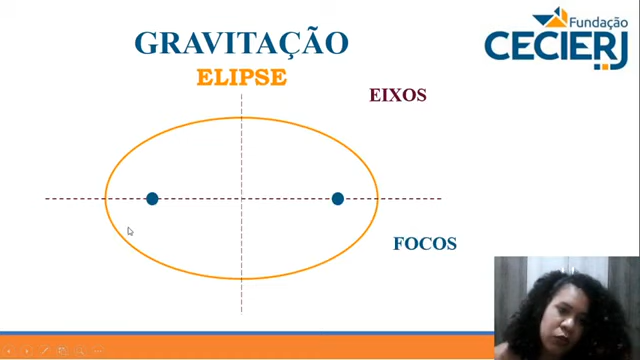 GRAVITAÇÃO
ELIPSE
Fundação
CECIERJ
EIXOS
FOCOS